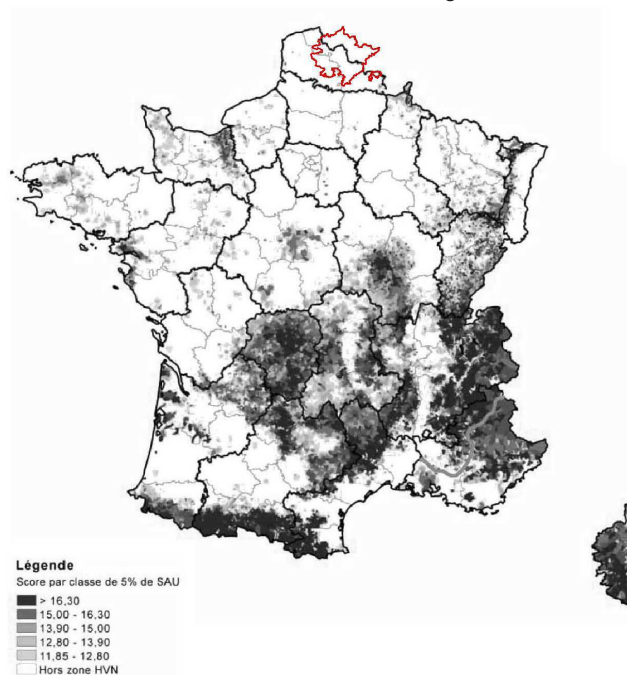 Légende
Score par classe de 5% de SAU
> 16,30
15,00 - 16,30
13,90 - 15,00
12,80 - 13,90
11,85 - 12,80
Hors zone HVN